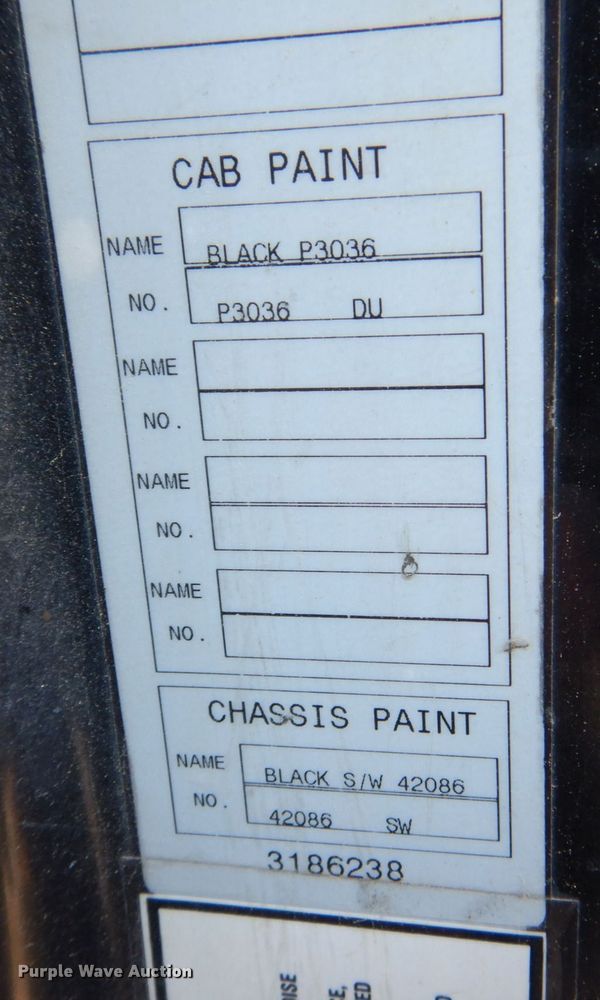 CAB PAINT
NAME BLACK P3036
NO. P3036 DU
NAME
NO.
NAME
NO.
NAME
NO.
CHASSIS PAINT
NAME BLACK S/W 42086
NO. 42086 SW
3186238
Purple Wave Auction